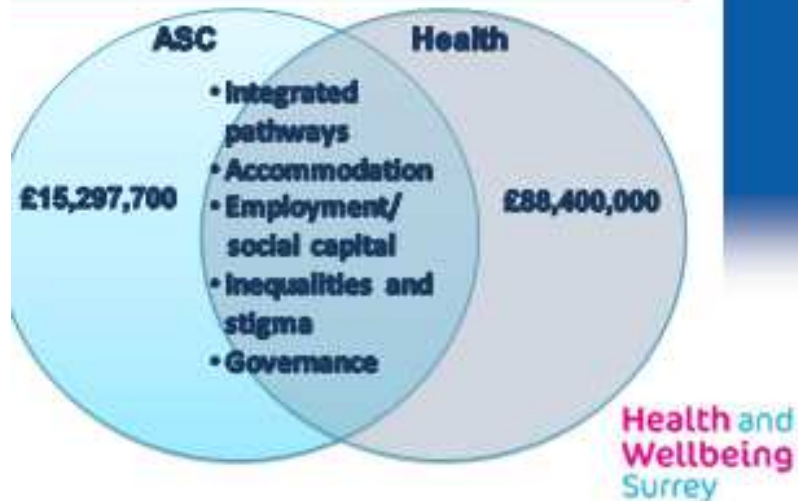 ASC
Health
• Integrated
pathways
• Accommodation
• Employment/
social capital
• Inequalities and
stigma
• Governance
£15,297,700
£88,400,000
Health and
Wellbeing
Surrey